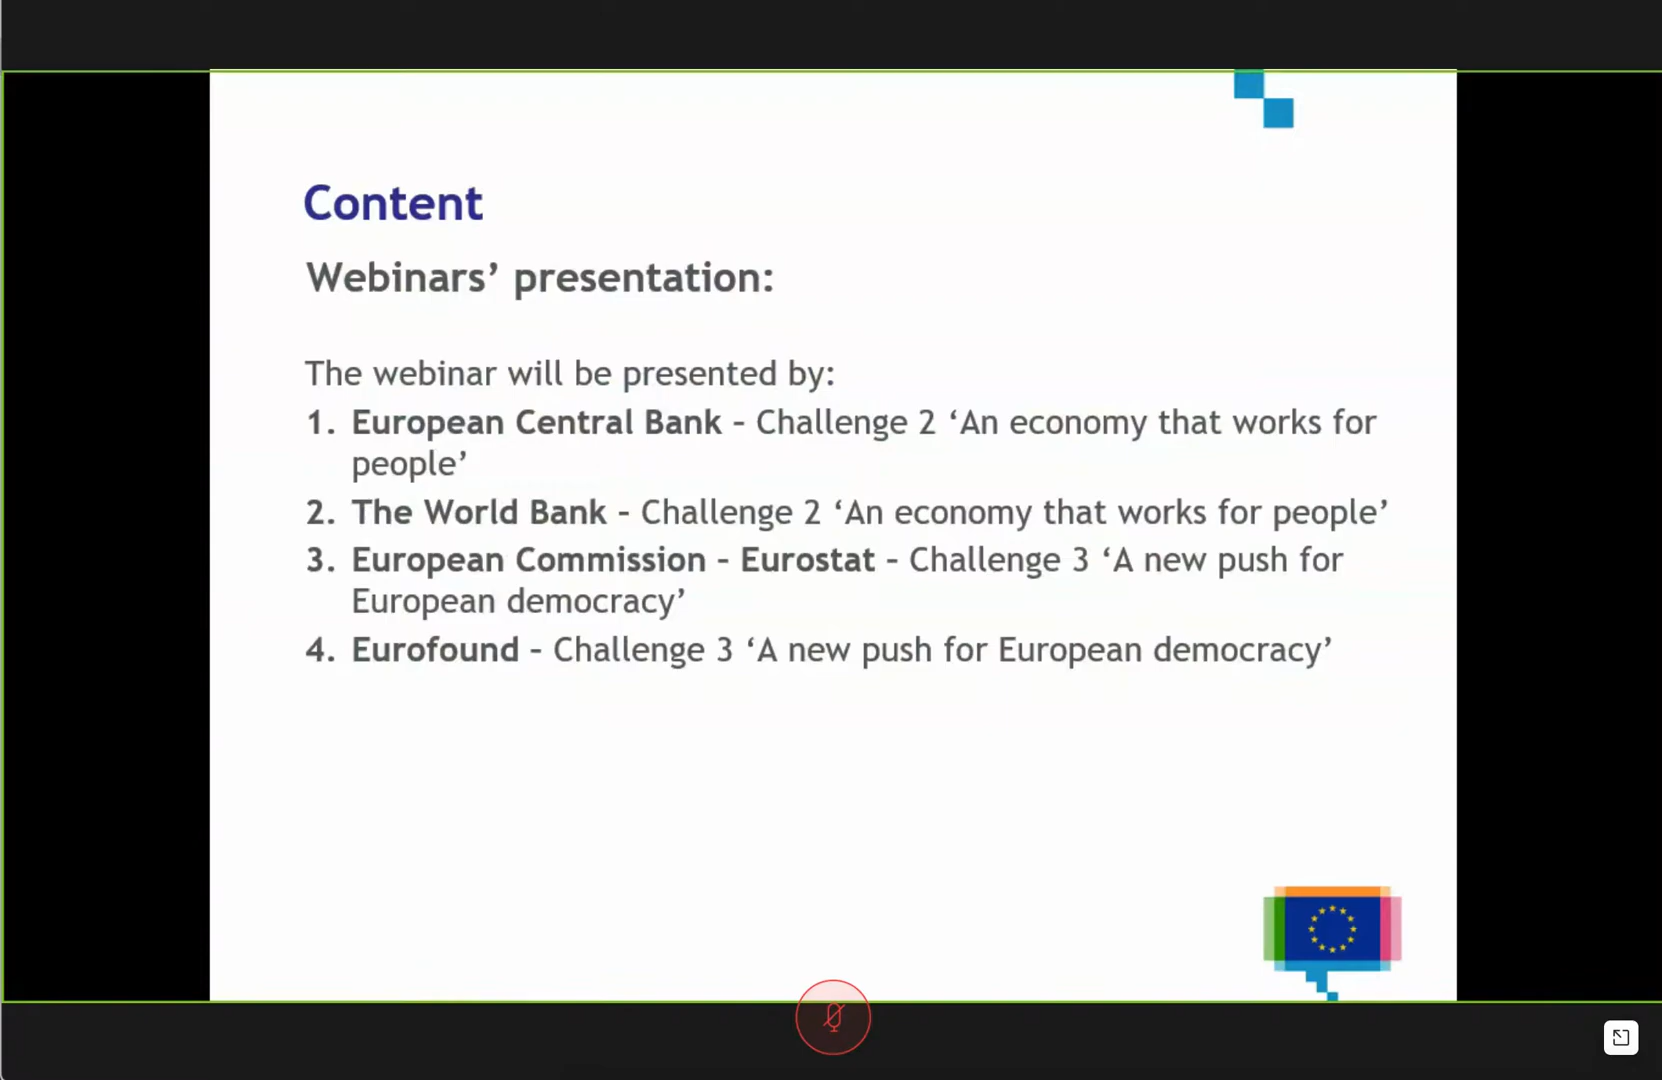 Content
Webinars’ presentation:
The webinar will be presented by:
1. European Central Bank – Challenge 2 ‘An economy that works for
people’
2. The World Bank – Challenge 2 ‘An economy that works for people’
3. European Commission – Eurostat – Challenge 3 ‘A new push for
European democracy’
4. Eurofound – Challenge 3 ‘A new push for European democracy’